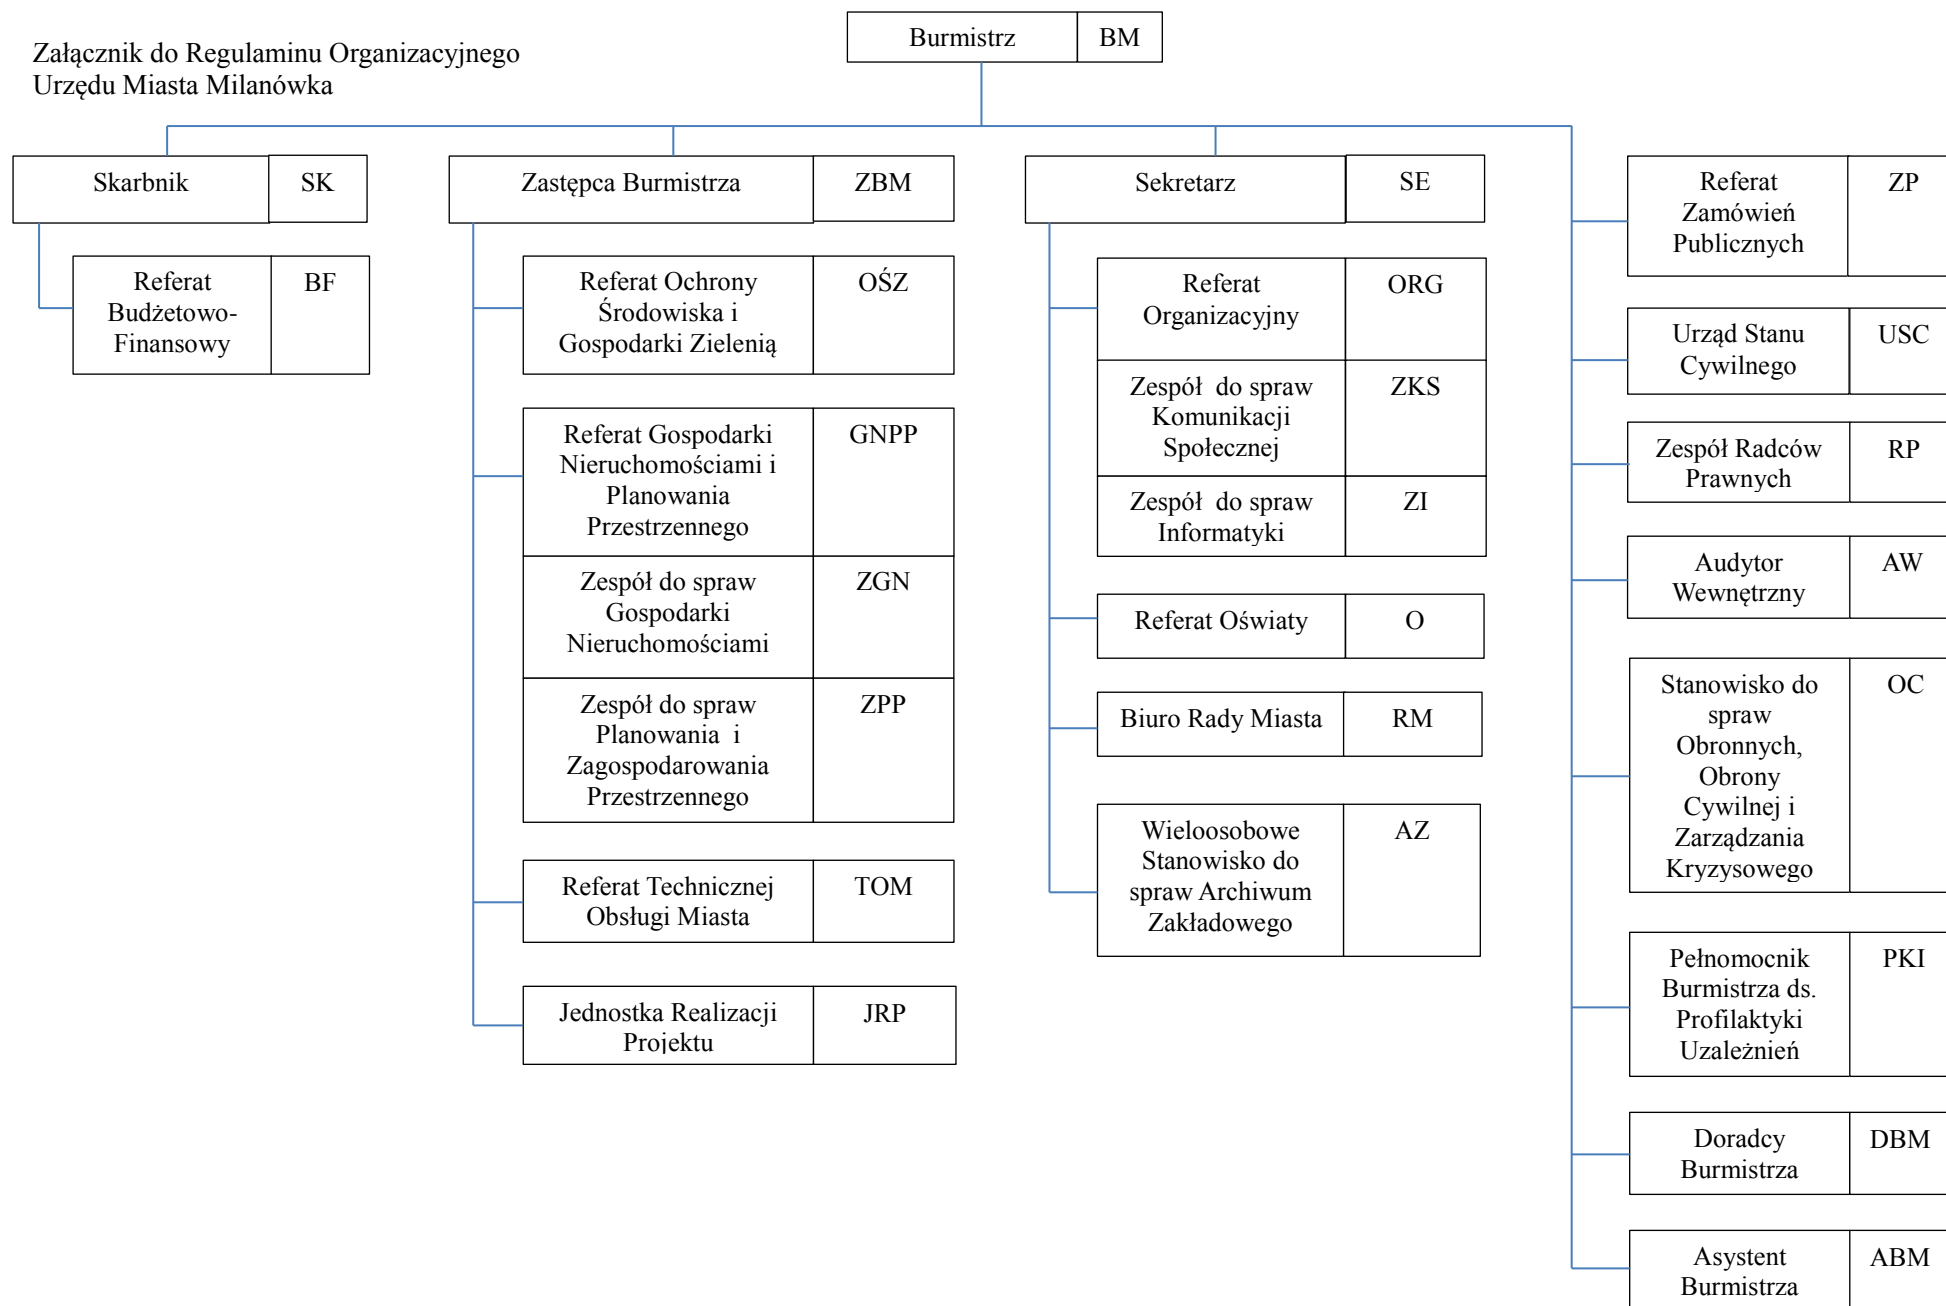 Załącznik do Regulaminu Organizacyjnego
Urzędu Miasta Milanówka
Burmistrz
BM
Skarbnik
SK
Referat
Budżetowo-
Finansowy
BF
Zastępca Burmistrza
ZBM
Referat Ochrony
Środowiska i
Gospodarki Zielenią
OŚZ
Referat Gospodarki
Nieruchomościami i
Planowania
Przestrzennego
GNPP
Zespół do spraw
Gospodarki
Nieruchomościami
ZGN
Zespół do spraw
Planowania i
Zagospodarowania
Przestrzennego
ZPP
Referat Technicznej
Obsługi Miasta
TOM
Jednostka Realizacji
Projektu
JRP
Sekretarz
SE
Referat
Organizacyjny
ORG
Zespół do spraw
Komunikacji
Społecznej
ZKS
Zespół do spraw
Informatyki
ZI
Referat Oświaty
O
Biuro Rady Miasta
RM
Wieloosobowe
Stanowisko do
spraw Archiwum
Zakładowego
AZ
Referat
Zamówień
Publicznych
ZP
Urząd Stanu
Cywilnego
USC
Zespół Radców
Prawnych
RP
Audytor
Wewnętrzny
AW
Stanowisko do
spraw
Obronnych,
Obrony
Cywilnej i
Zarządzania
Kryzysowego
OC
Pełnomocnik
Burmistrza ds.
Profilaktyki
Uzależnień
PKI
Doradcy
Burmistrza
DBM
Asystent
Burmistrza
ABM